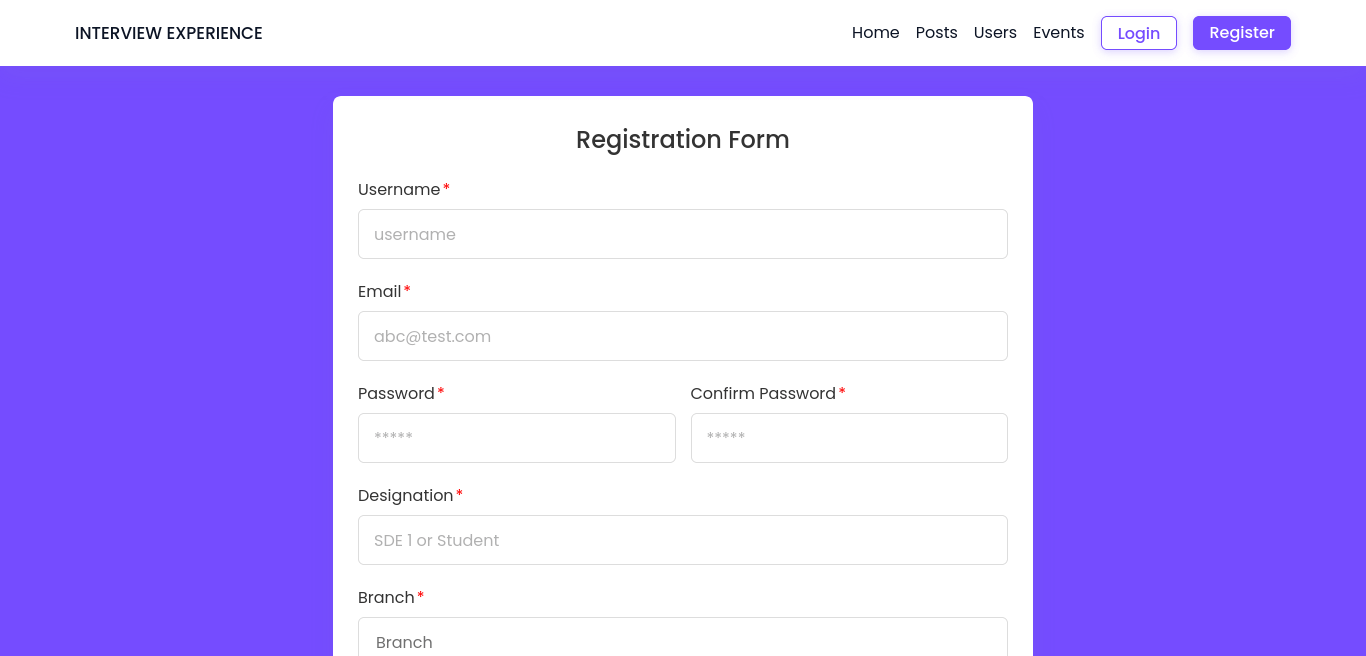 INTERVIEW EXPERIENCE Home Posts Users Events Login Register
Registration Form
Username*
username
Email*
abc@test.com
Password* Confirm Password*
***** *****
Designation*
SDE 1 or Student
Branch*
Branch